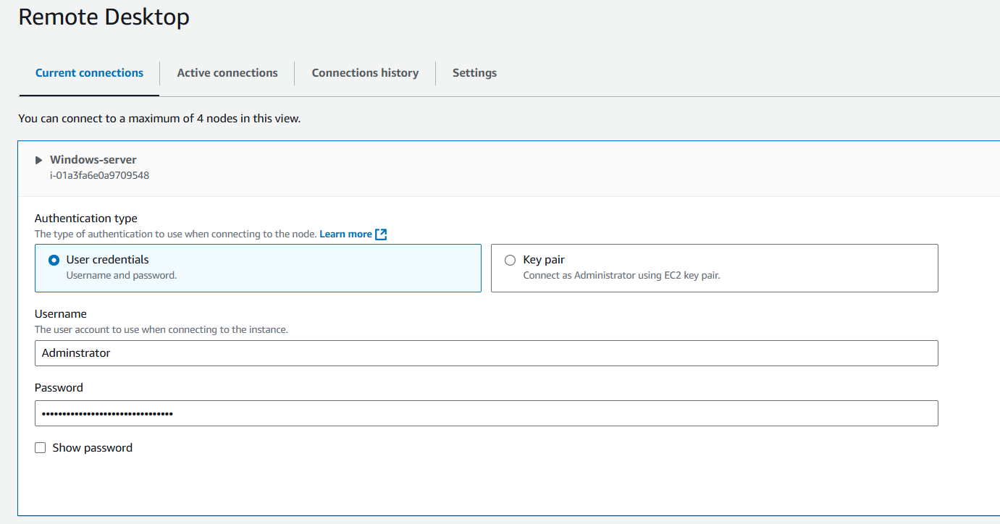 Remote Desktop
Current connections
Active connections
Connections history
Settings
You can connect to a maximum of 4 nodes in this view.
Windows-server
i-01a3fa6e0a9709548
Authentication type
The type of authentication to use when connecting to the node. Learn more
User credentials
Username and password.
Key pair
Connect as Administrator using EC2 key pair.
Username
The user account to use when connecting to the instance.
Adminstrator
Password
••••••••••••••••••••••••••••••••
Show password